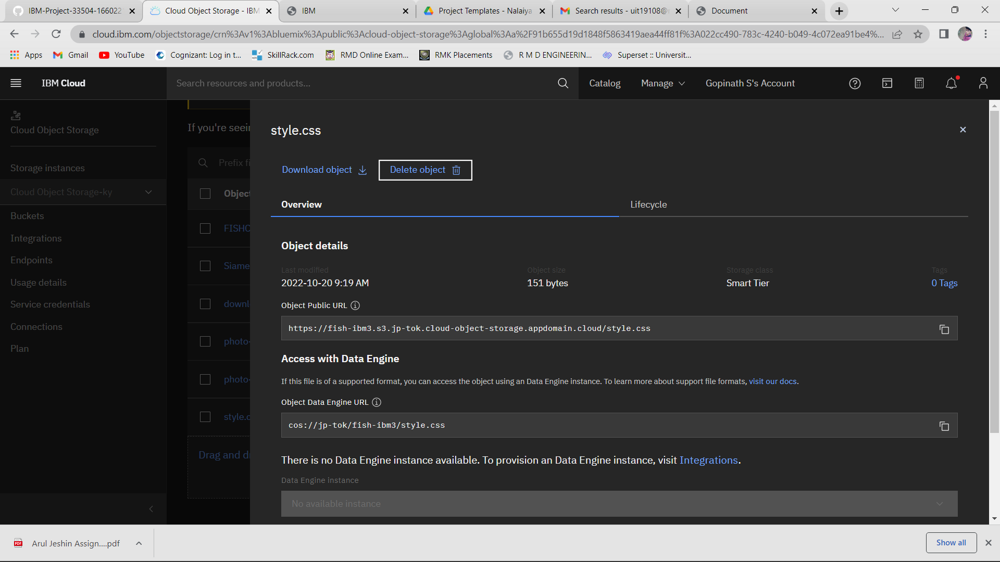 IBM-Project-33504-166022
Cloud Object Storage - IBM
IBM
Project Templates - Nalaiya
Search results - uit19108@
Document
cloud.ibm.com/objectstorage/crn%3Av1%3Abluemix%3Apublic%3Acloud-object-storage%3Aglobal%3Aa%2F91b655d19d1848f5863419aea44ff81f%3A022cc490-783c-4240-b049-4c072ea91be4%...
Apps
Gmail
YouTube
Cognizant: Log in t...
SkillRack.com
RMD Online Exam...
RMK Placements
R M D ENGINEERIN...
Superset :: Universit...
IBM Cloud
Search resources and products...
Catalog
Manage
Gopinath S's Account
Cloud Object Storage
Storage instances
Cloud Object Storage-ky
Buckets
Integrations
Endpoints
Usage details
Service credentials
Connections
Plan
If you're seein
Prefix fi
Object
FISHC
Siame
downl
photo-
photo-
style.c
Drag and dr
style.css
Download object
Delete object
Overview
Lifecycle
Object details
Last modified
2022-10-20 9:19 AM
Object size
151 bytes
Storage class
Smart Tier
Tags
0 Tags
Object Public URL
https://fish-ibm3.s3.jp-tok.cloud-object-storage.appdomain.cloud/style.css
Access with Data Engine
If this file is of a supported format, you can access the object using an Data Engine instance. To learn more about support file formats, visit our docs.
Object Data Engine URL
cos://jp-tok/fish-ibm3/style.css
There is no Data Engine instance available. To provision an Data Engine instance, visit Integrations.
Data Engine instance
No available instance
PDF
Arul Jeshin Assign....pdf
Show all